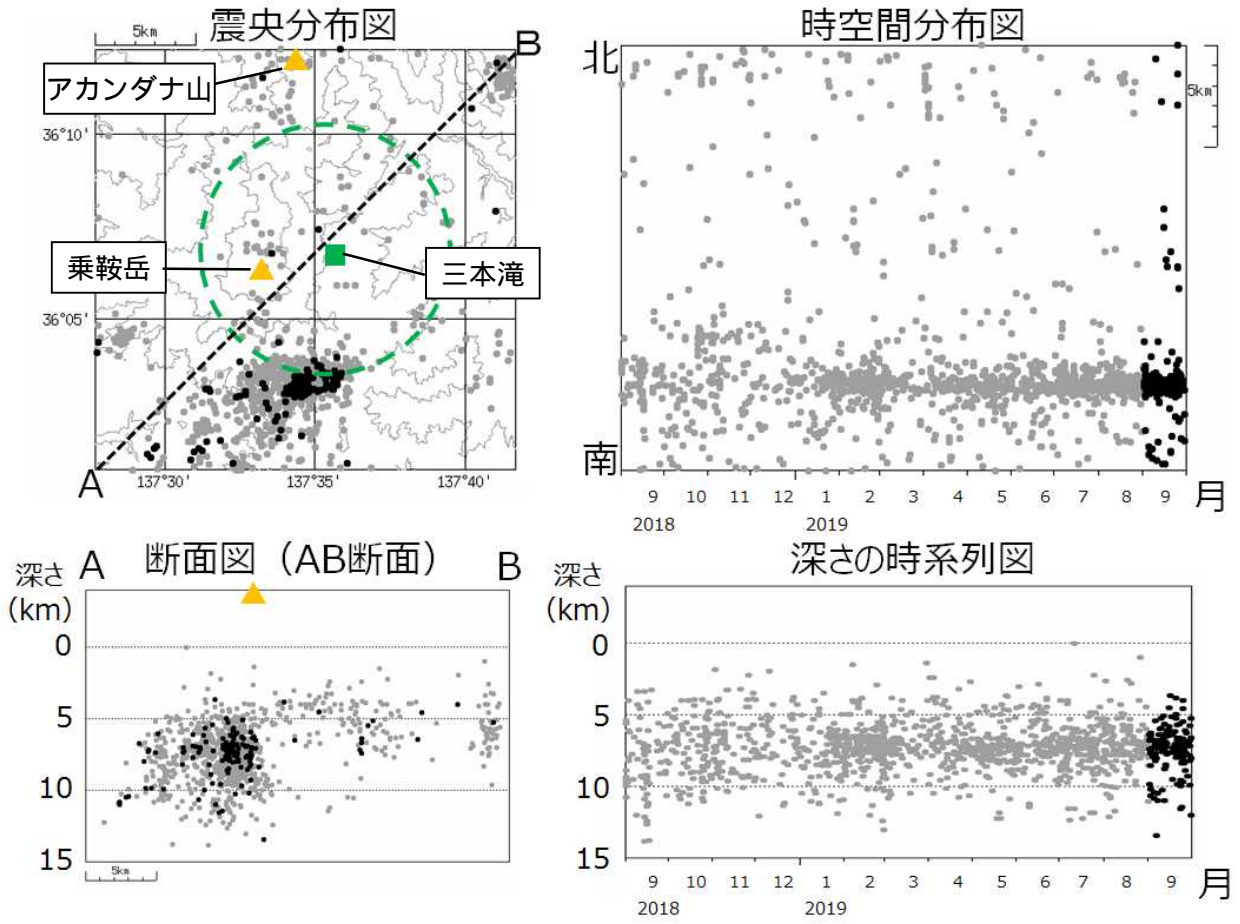 震央分布図
5km
B
アカンダナ山
36°10'
乗鞍岳
三本滝
36°05'
A
137°30'
137°35'
137°40'
時空間分布図
北
5km
南
9 10 11 12 1 2 3 4 5 6 7 8 9 月
2018 2019
断面図（AB断面）
A
B
深さ
(km)
0
5
10
15
5km
深さの時系列図
深さ
(km)
0
5
10
15
9 10 11 12 1 2 3 4 5 6 7 8 9 月
2018 2019